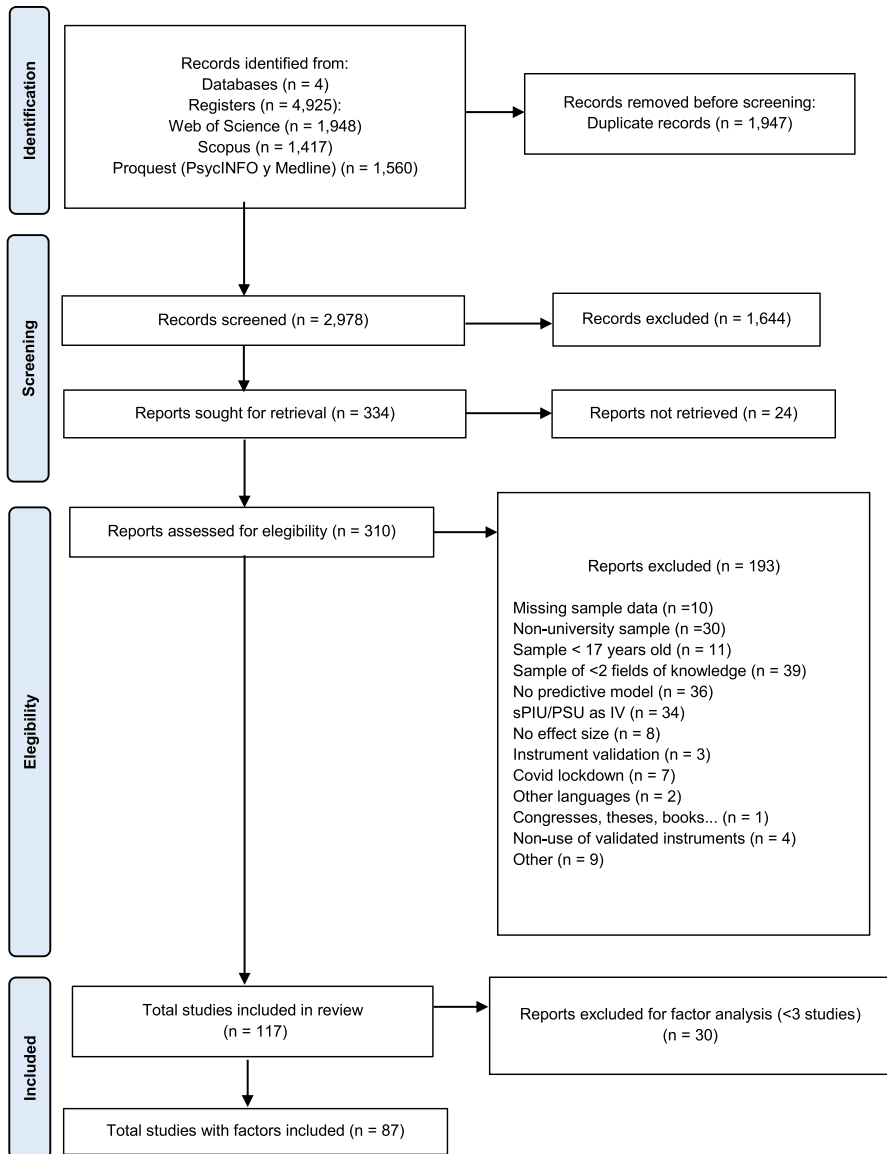 Identification
Records identified from:
Databases (n = 4)
Registers (n = 4,925):
Web of Science (n = 1,948)
Scopus (n = 1,417)
Proquest (PsycINFO y Medline) (n = 1,560)
Records removed before screening:
Duplicate records (n = 1,947)
Screening
Records screened (n = 2,978)
Records excluded (n = 1,644)
Reports sought for retrieval (n = 334)
Reports not retrieved (n = 24)
Elegibility
Reports assessed for elegibility (n = 310)
Reports excluded (n = 193)
Missing sample data (n =10)
Non-university sample (n =30)
Sample < 17 years old (n = 11)
Sample of <2 fields of knowledge (n = 39)
No predictive model (n = 36)
sPIU/PSU as IV (n = 34)
No effect size (n = 8)
Instrument validation (n = 3)
Covid lockdown (n = 7)
Other languages (n = 2)
Congresses, theses, books... (n = 1)
Non-use of validated instruments (n = 4)
Other (n = 9)
Included
Total studies included in review
(n = 117)
Reports excluded for factor analysis (<3 studies)
(n = 30)
Total studies with factors included (n = 87)